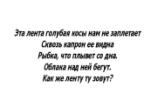 Эта лента голубая косы нам не заплетает
Сквозь капрон ее видна
Рыбка, что плывет со дна.
Облака над ней бегут.
Как же ленту ту зовут?